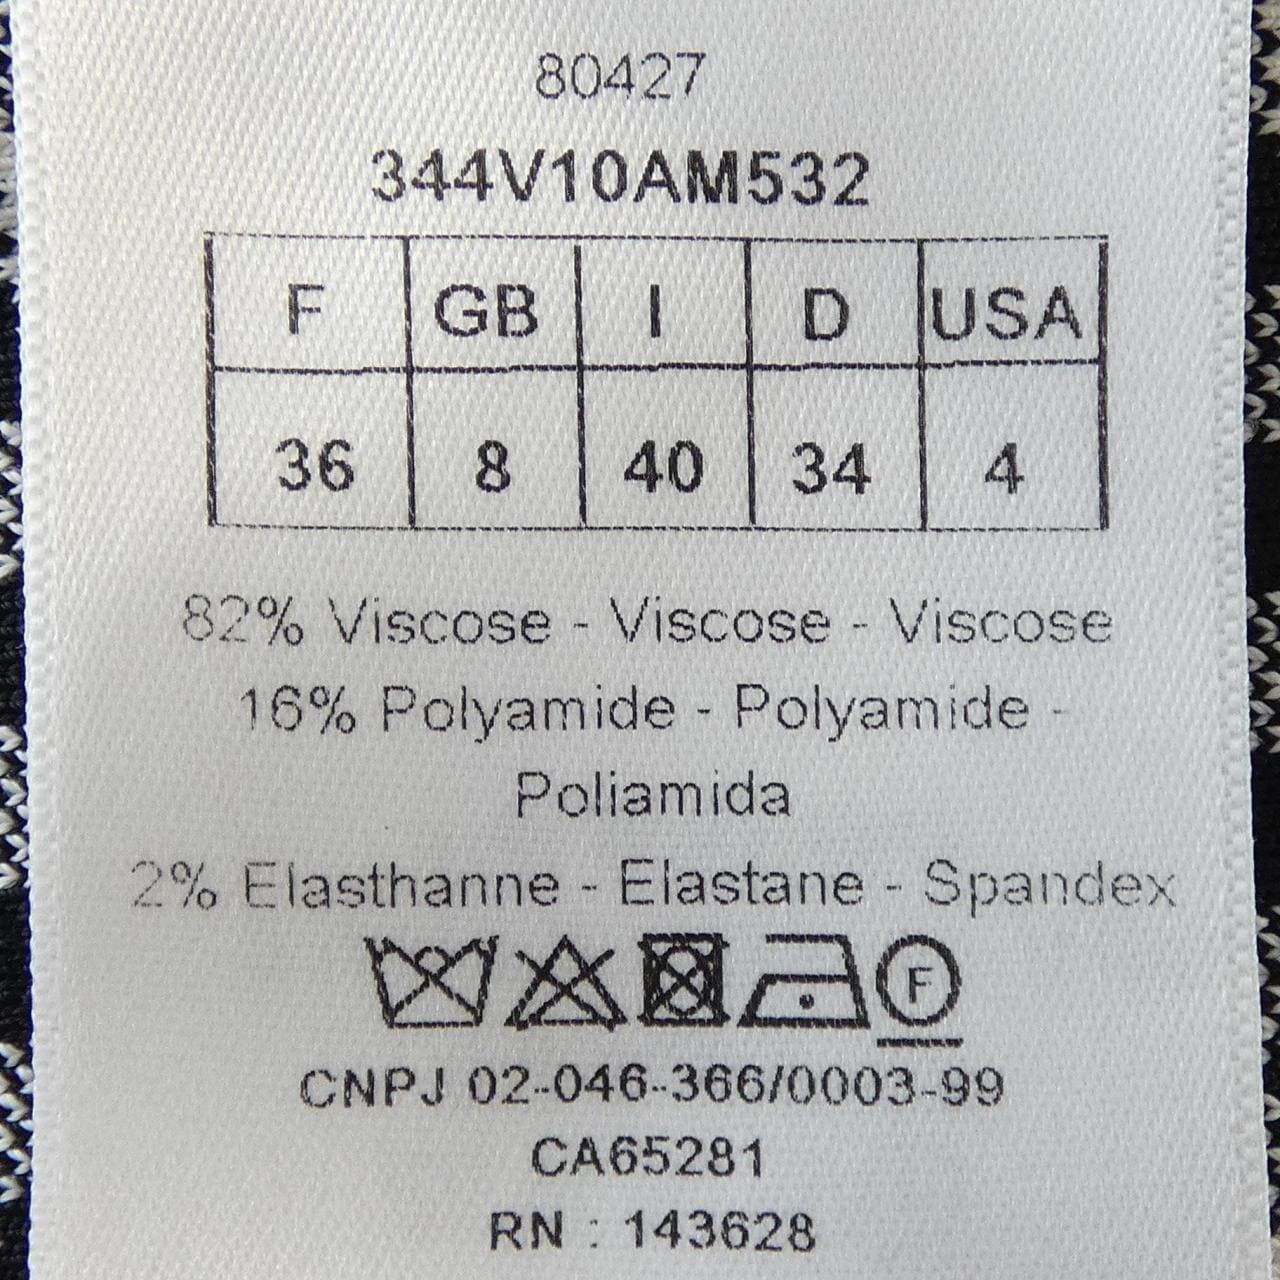 80427
344V10AM532
F GB I D USA
36 8 40 34 4
82% Viscose - Viscose - Viscose
16% Polyamide - Polyamide -
Poliamida
2% Elasthanne - Elastane - Spandex
F
CNPJ 02-046-366/0003-99
CA65281
RN : 143628